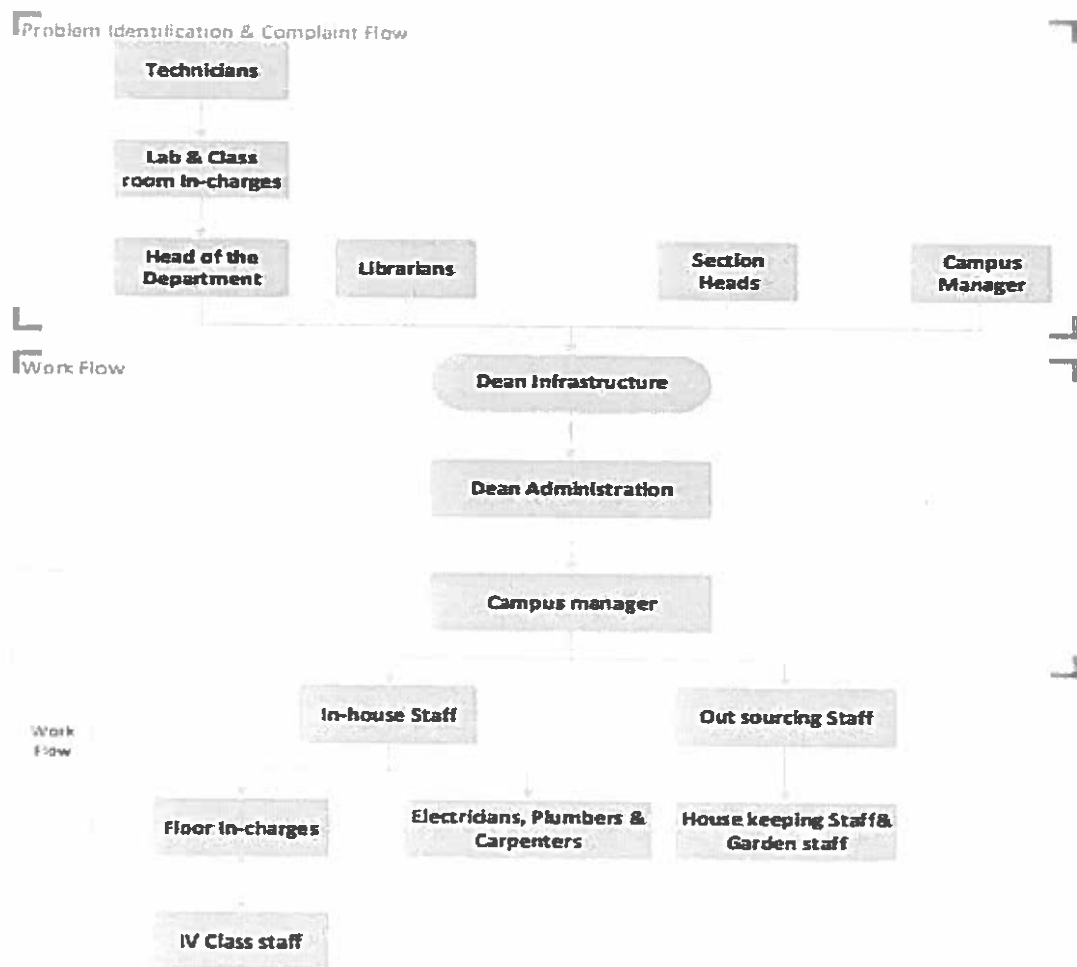 Problem Identification & Complaint Flow
Technicians
Lab & Class
room In-charges
Head of the
Department
Librarians
Section
Heads
Campus
Manager
Work Flow
Dean Infrastructure
Dean Administration
Campus manager
In-house Staff
Out sourcing Staff
Work
Flow
Floor In-charges
Electricians, Plumbers &
Carpenters
House keeping Staff&
Garden staff
IV Class staff